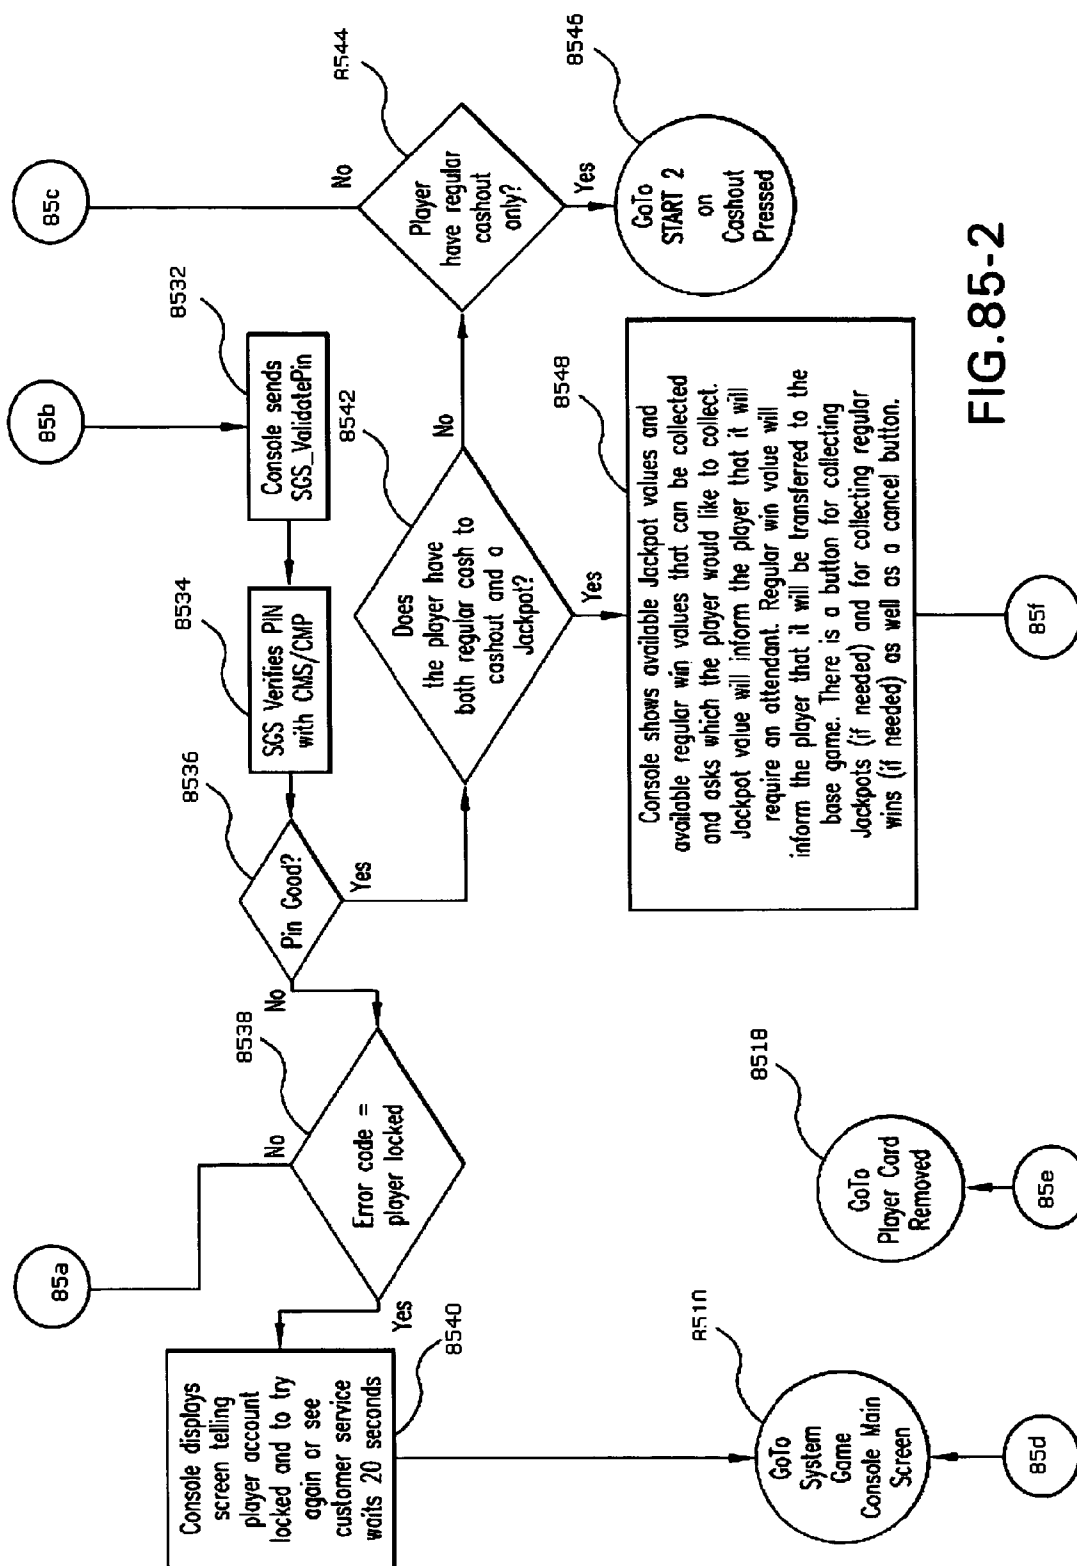 85a
85b
85c
8532
Console sends
SGS_ValidatePin
8534
SGS Verifies PIN
with CMS/CMP
8536
Pin Good?
No
Yes
8538
Error code =
player locked
No
Yes
Console displays
screen telling
player account
locked and to try
again or see
customer service
waits 20 seconds
8540
8542
Does
the player have
both regular cash to
cashout and a
Jackpot?
No
Yes
8544
Player
have regular
cashout
only?
No
Yes
8546
GoTo
START 2
on
Cashout
Pressed
8548
Console shows available Jackpot values and
available regular win values that can be collected
and asks which the player would like to collect.
Jackpot value will inform the player that it will
require an attendant. Regular win value will
inform the player that it will be transferred to the
base game. There is a button for collecting
Jackpots (if needed) and for collecting regular
wins (if needed) as well as a cancel button.
8510
GoTo
System
Game
Console Main
Screen
85d
8518
GoTo
Player Card
Removed
85e
85f
FIG.85-2